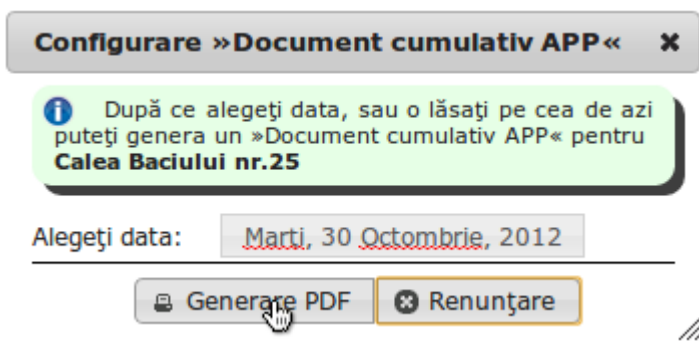 Configurare »Document cumulativ APP«
După ce alegeţi data, sau o lăsaţi pe cea de azi
puteţi genera un »Document cumulativ APP« pentru
Calea Baciului nr.25
Alegeţi data: Marti, 30 Octombrie, 2012
Generare PDF Renunţare